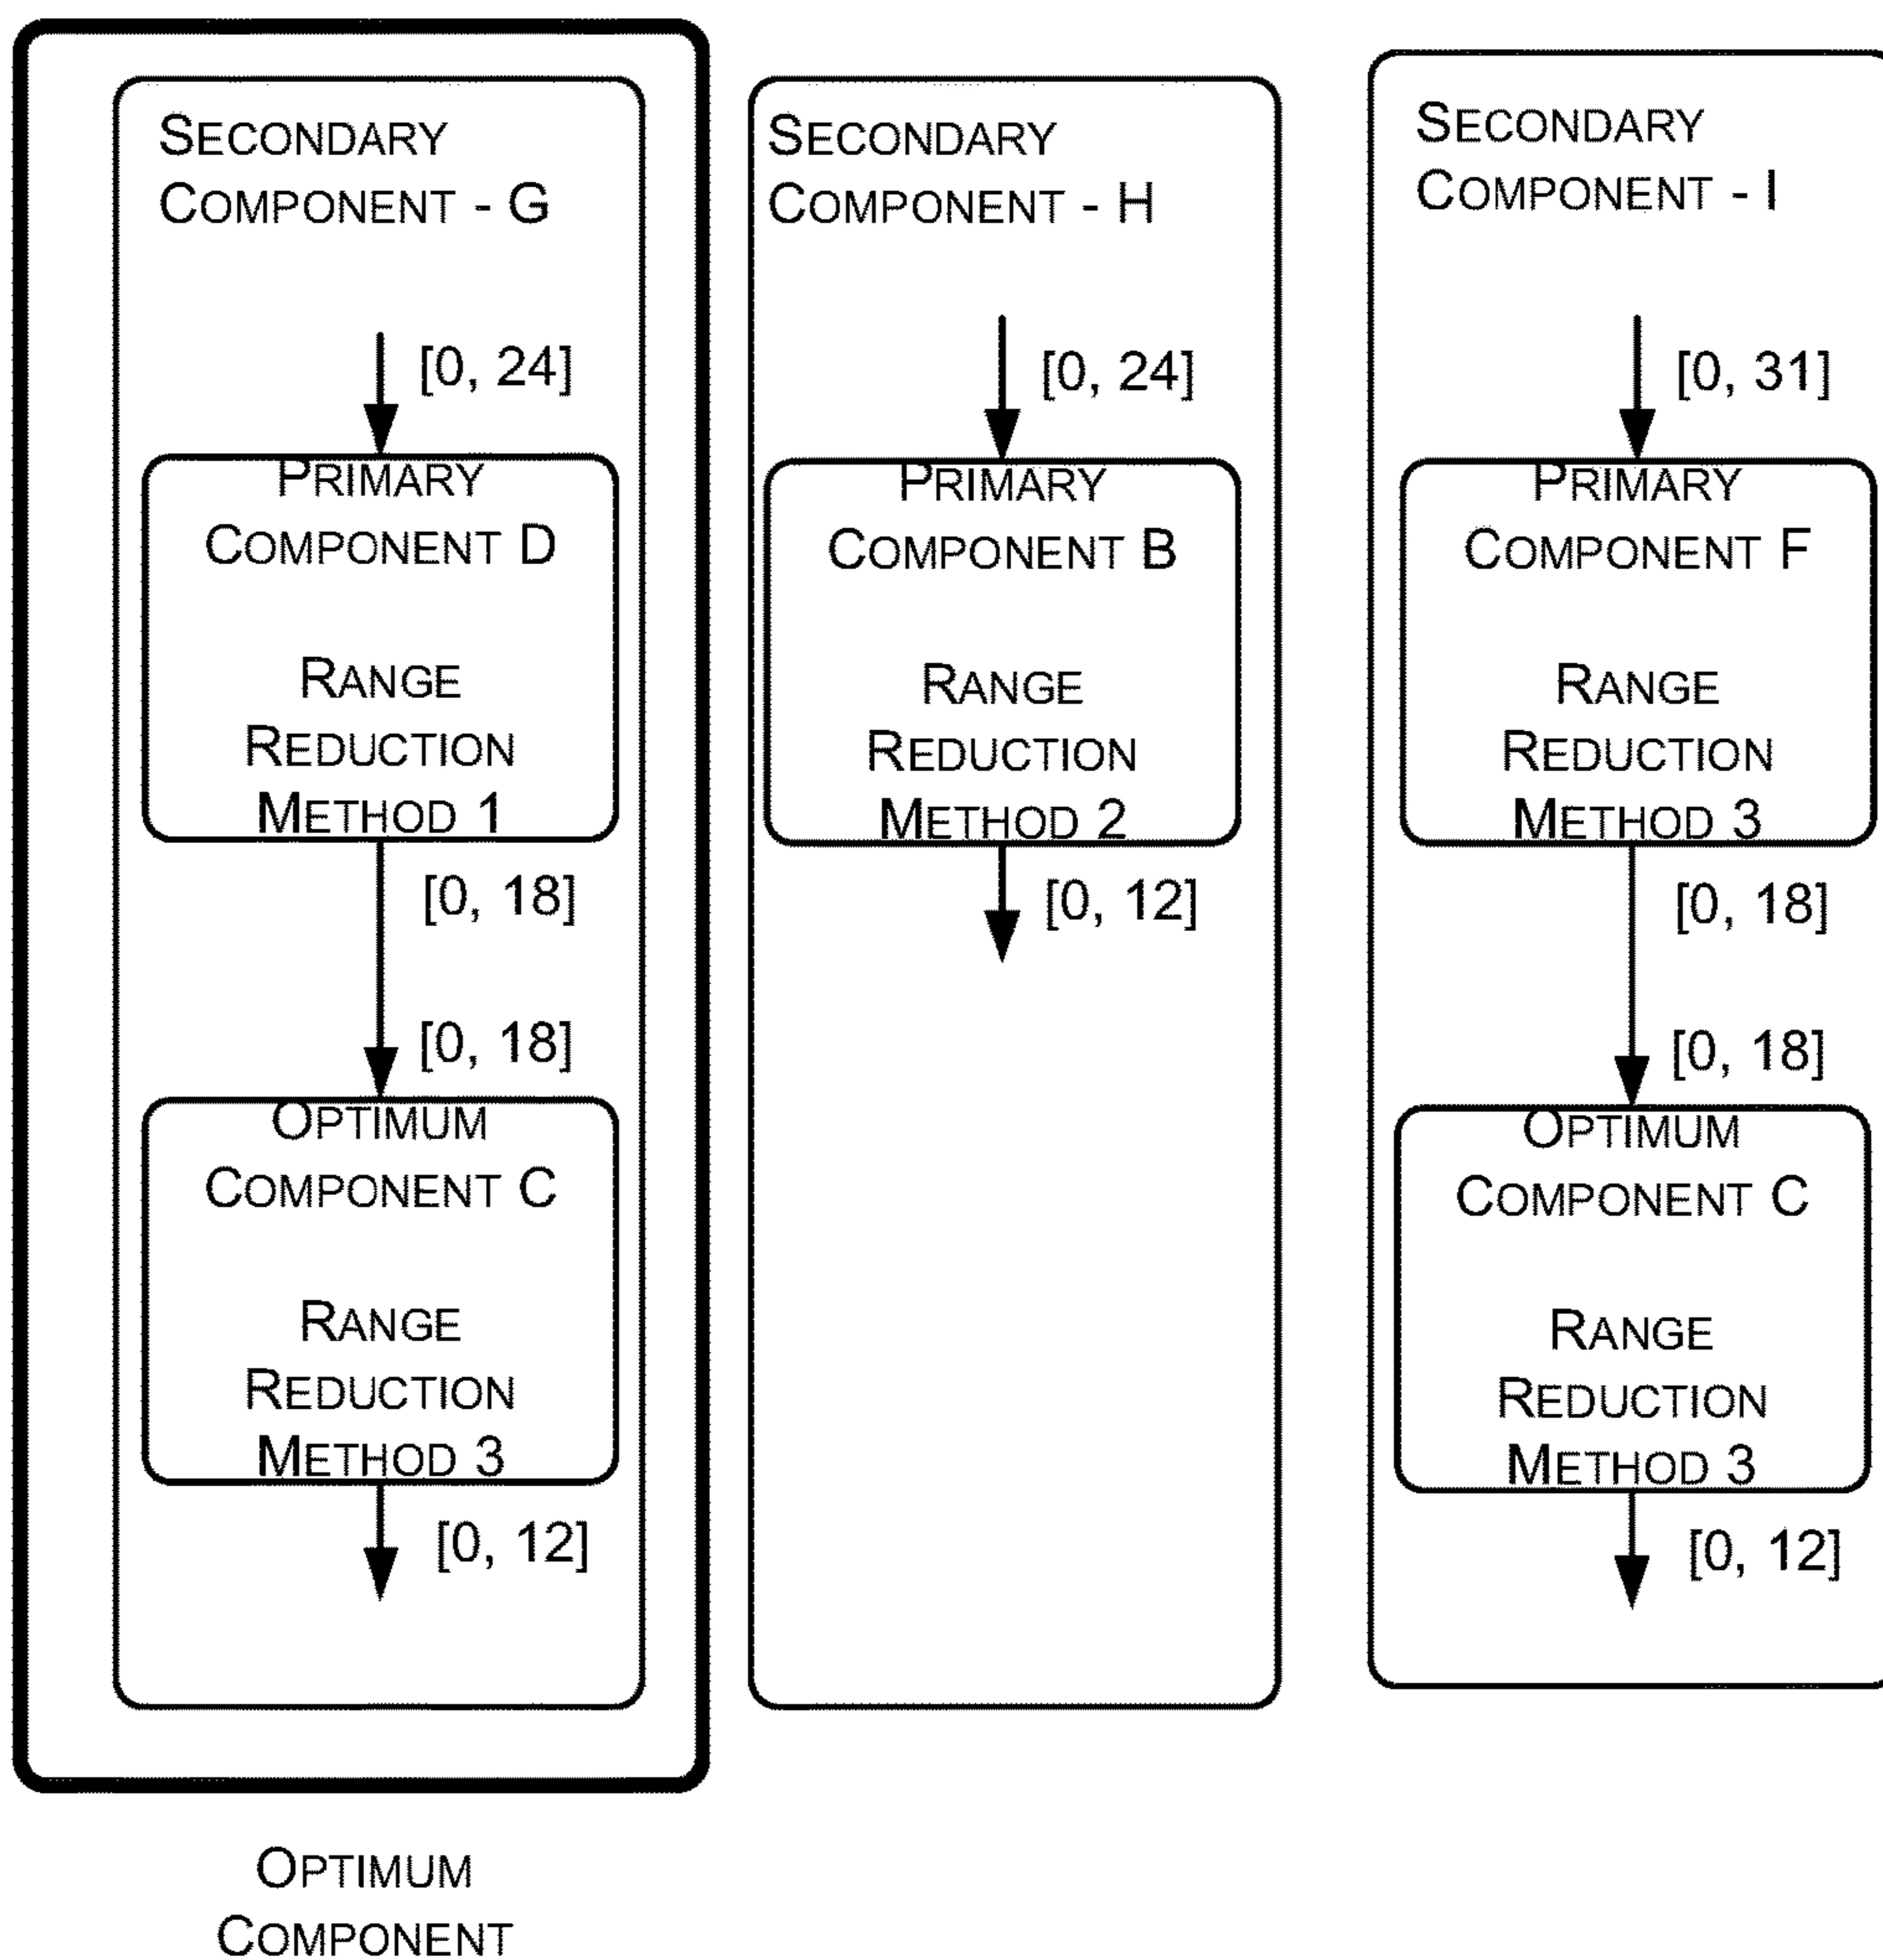 SECONDARY
COMPONENT - G
[0, 24]
PRIMARY
COMPONENT D
RANGE
REDUCTION
METHOD 1
[0, 18]
[0, 18]
OPTIMUM
COMPONENT C
RANGE
REDUCTION
METHOD 3
[0, 12]
OPTIMUM
COMPONENT
SECONDARY
COMPONENT - H
[0, 24]
PRIMARY
COMPONENT B
RANGE
REDUCTION
METHOD 2
[0, 12]
SECONDARY
COMPONENT - I
[0, 31]
PRIMARY
COMPONENT F
RANGE
REDUCTION
METHOD 3
[0, 18]
[0, 18]
OPTIMUM
COMPONENT C
RANGE
REDUCTION
METHOD 3
[0, 12]